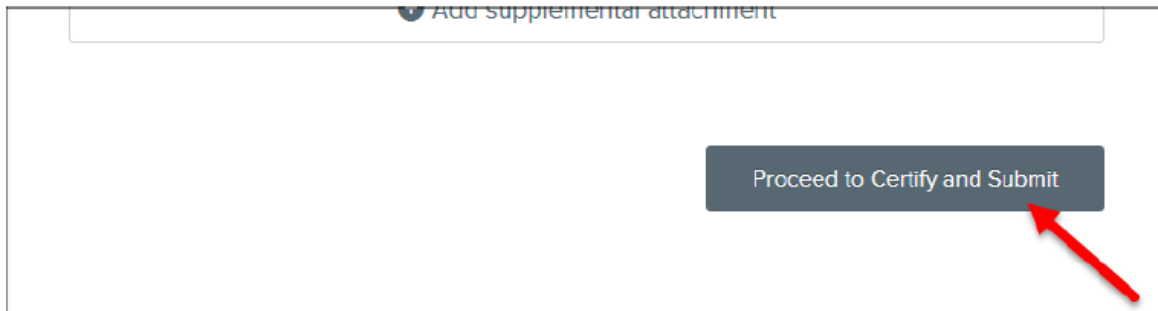 Add supplemental attachment
Proceed to Certify and Submit